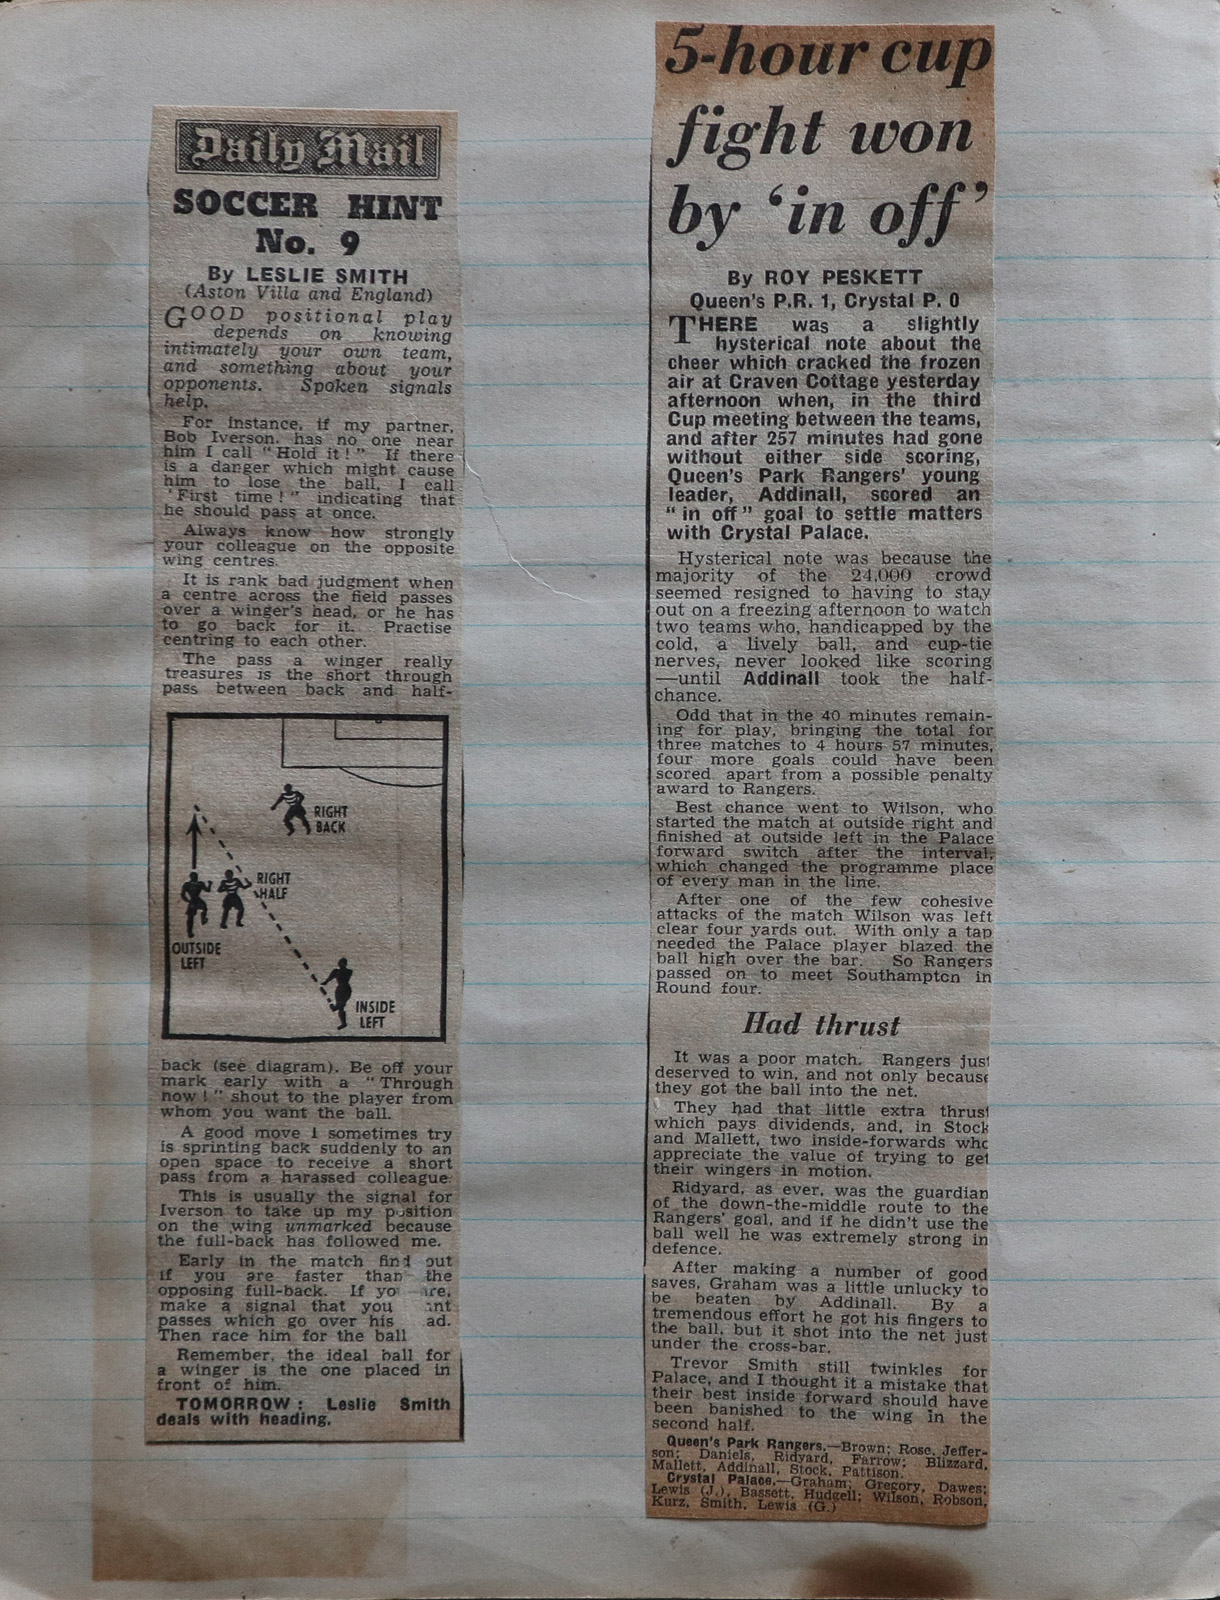 Daily Mail
SOCCER HINT
No. 9
By LESLIE SMITH
(Aston Villa and England)
GOOD positional play
depends on knowing
intimately your own team,
and something about your
opponents. Spoken signals
help.
For instance, if my partner,
Bob Iverson, has no one near
him I call "Hold it!" If there
is a danger which might cause
him to lose the ball, I call
'First time!" indicating that
he should pass at once.
Always know how strongly
your colleague on the opposite
wing centres.
It is rank bad judgment when
a centre across the field passes
over a winger's head, or he has
to go back for it. Practise
centring to each other.
The pass a winger really
treasures is the short through
pass between back and half-
RIGHT
BACK
RIGHT
HALF
OUTSIDE
LEFT
INSIDE
LEFT
back (see diagram). Be off your
mark early with a "Through
now!" shout to the player from
whom you want the ball.
A good move I sometimes try
is sprinting back suddenly to an
open space to receive a short
pass from a harassed colleague.
This is usually the signal for
Iverson to take up my position
on the wing unmarked because
the full-back has followed me.
Early in the match find out
if you are faster than the
opposing full-back. If yo re,
make a signal that you nt
passes which go over his ad.
Then race him for the ball
Remember, the ideal ball for
a winger is the one placed in
front of him.
TOMORROW: Leslie Smith
deals with heading.
5-hour cup
fight won
by 'in off'
By ROY PESKETT
Queen's P.R. 1, Crystal P. 0
THERE was a slightly
hysterical note about the
cheer which cracked the frozen
air at Craven Cottage yesterday
afternoon when, in the third
Cup meeting between the teams,
and after 257 minutes had gone
without either side scoring,
Queen's Park Rangers' young
leader, Addinall, scored an
"in off" goal to settle matters
with Crystal Palace.
Hysterical note was because the
majority of the 24,000 crowd
seemed resigned to having to stay
out on a freezing afternoon to watch
two teams who, handicapped by the
cold, a lively ball, and cup-tie
nerves, never looked like scoring
—until Addinall took the half-
chance.
Odd that in the 40 minutes remain-
ing for play, bringing the total for
three matches to 4 hours 57 minutes,
four more goals could have been
scored apart from a possible penalty
award to Rangers.
Best chance went to Wilson, who
started the match at outside right and
finished at outside left in the Palace
forward switch after the interval,
which changed the programme place
of every man in the line.
After one of the few cohesive
attacks of the match Wilson was left
clear four yards out. With only a tap
needed the Palace player blazed the
ball high over the bar. So Rangers
passed on to meet Southampton in
Round four.
Had thrust
It was a poor match. Rangers just
deserved to win, and not only because
they got the ball into the net.
They had that little extra thrust
which pays dividends, and, in Stock
and Mallett, two inside-forwards who
appreciate the value of trying to get
their wingers in motion.
Ridyard, as ever, was the guardian
of the down-the-middle route to the
Rangers' goal, and if he didn't use the
ball well he was extremely strong in
defence.
After making a number of good
saves, Graham was a little unlucky to
be beaten by Addinall. By a
tremendous effort he got his fingers to
the ball, but it shot into the net just
under the cross-bar.
Trevor Smith still twinkles for
Palace, and I thought it a mistake that
their best inside forward should have
been banished to the wing in the
second half.
Queen's Park Rangers.—Brown; Rose, Jeffer-
son; Daniels, Ridyard, Farrow; Blizzard,
Mallett, Addinall, Stock, Pattison.
Crystal Palace.—Graham; Gregory, Dawes;
Lewis (J.), Bassett, Hudgell; Wilson, Robson,
Kurz, Smith, Lewis (G.)